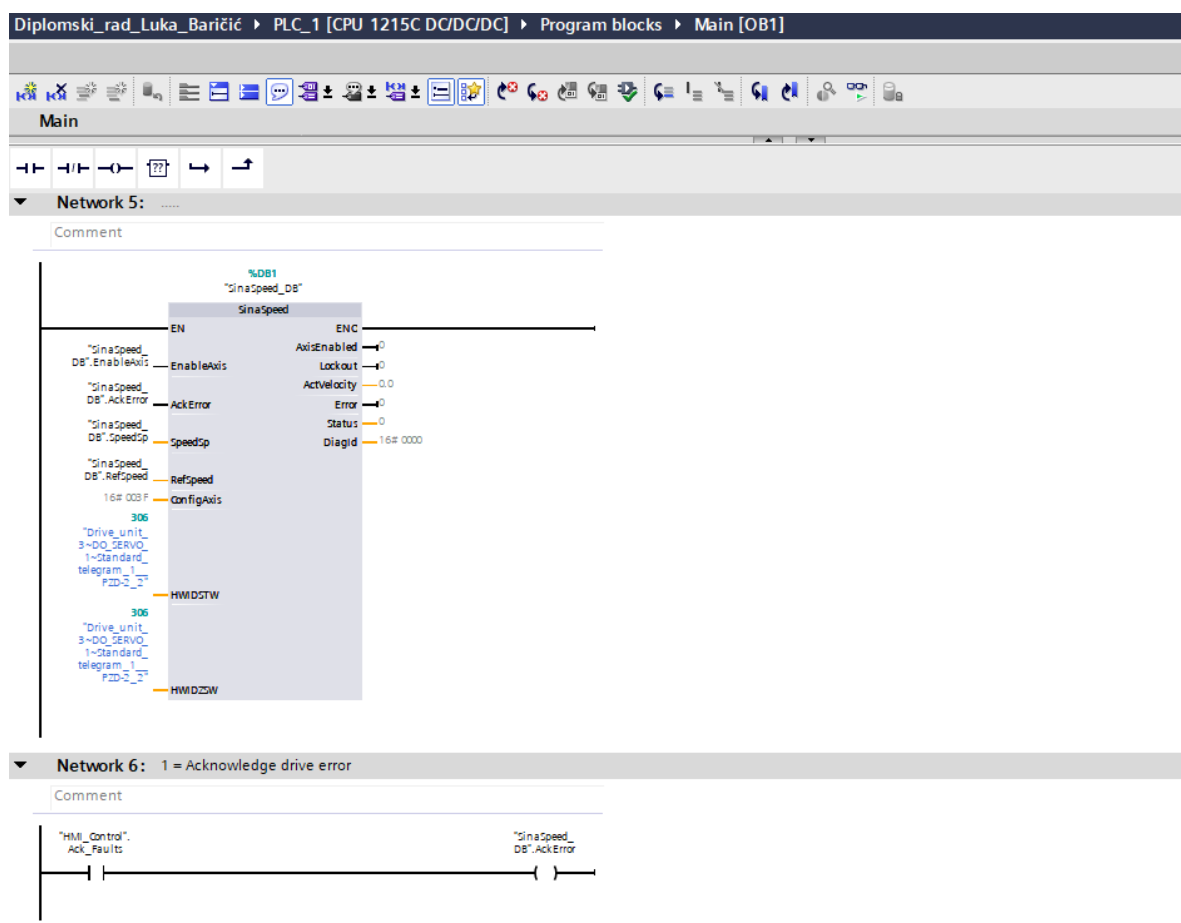 Diplomski_rad_Luka_Baričić ▸ PLC_1 [CPU 1215C DC/DC/DC] ▸ Program blocks ▸ Main [OB1]
Main
??
Network 5: .....
Comment
%DB1
"SinaSpeed_DB"
SinaSpeed
EN ENC
"SinaSpeed_
DB".EnableAxis
EnableAxis
AxisEnabled 0
Lockout 0
"SinaSpeed_
DB".AckError
AckError
ActVelocity 0.0
Error 0
"SinaSpeed_
DB".SpeedSp
SpeedSp
Status 0
DiagId 16# 0000
"SinaSpeed_
DB".RefSpeed
RefSpeed
16# 003F ConfigAxis
306
"Drive_unit_
3~DO_SERVO_
1~Standard_
telegram_1__
PZD-2_2"
HWIDSTW
306
"Drive_unit_
3~DO_SERVO_
1~Standard_
telegram_1__
PZD-2_2"
HWIDZSW
Network 6: 1 = Acknowledge drive error
Comment
"HMI_Control".
Ack_Faults
"SinaSpeed_
DB".AckError